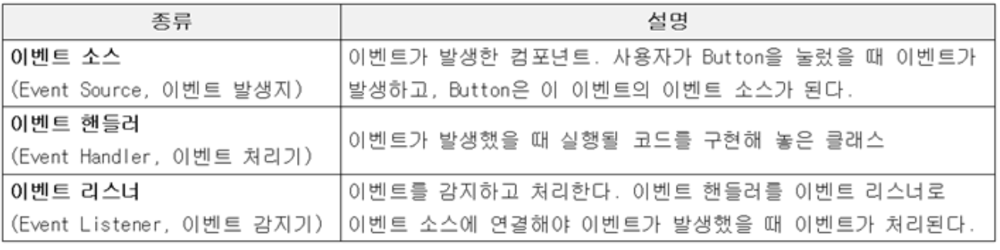 종류
설명
이벤트 소스
(Event Source, 이벤트 발생지)
이벤트가 발생한 컴포넌트. 사용자가 Button을 눌렀을 때 이벤트가
발생하고, Button은 이 이벤트의 이벤트 소스가 된다.
이벤트 핸들러
(Event Handler, 이벤트 처리기)
이벤트가 발생했을 때 실행될 코드를 구현해 놓은 클래스
이벤트 리스너
(Event Listener, 이벤트 감지기)
이벤트를 감지하고 처리한다. 이벤트 핸들러를 이벤트 리스너로
이벤트 소스에 연결해야 이벤트가 발생했을 때 이벤트가 처리된다.